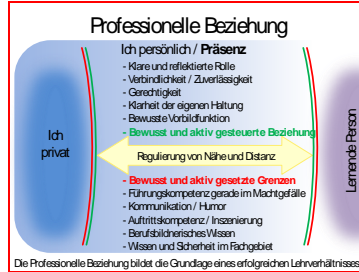 Professionelle Beziehung
Ich persönlich / Präsenz
- Klare und reflektierte Rolle
- Verbindlichkeit / Zuverlässigkeit
- Gerechtigkeit
- Klarheit der eigenen Haltung
- Bewusste Vorbildfunktion
- Bewusst und aktiv gesteuerte Beziehung
Ich
privat
Regulierung von Nähe und Distanz
Lernende Person
- Bewusst und aktiv gesetzte Grenzen
- Führungskompetenz gerade im Machtgefälle
- Kommunikation / Humor
- Auftrittskompetenz / Inszenierung
- Berufsbildnerisches Wissen
- Wissen und Sicherheit im Fachgebiet
Die Professionelle Beziehung bildet die Grundlage eines erfolgreichen Lehrverhältnisses